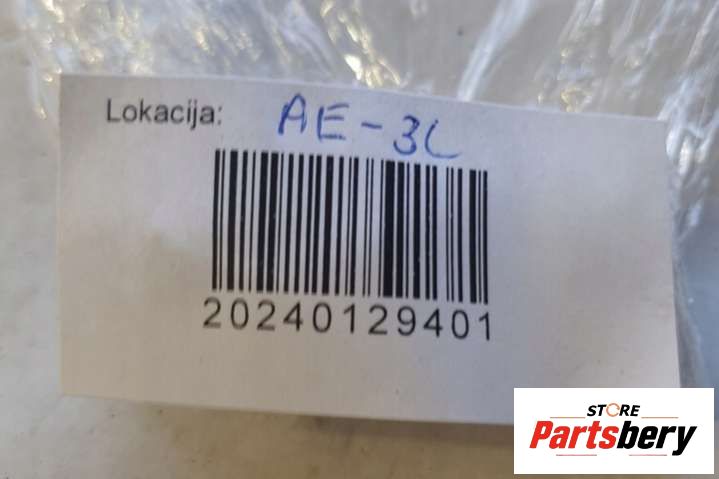 Lokacija: AE-3L
20240129401
STORE
Partsbery